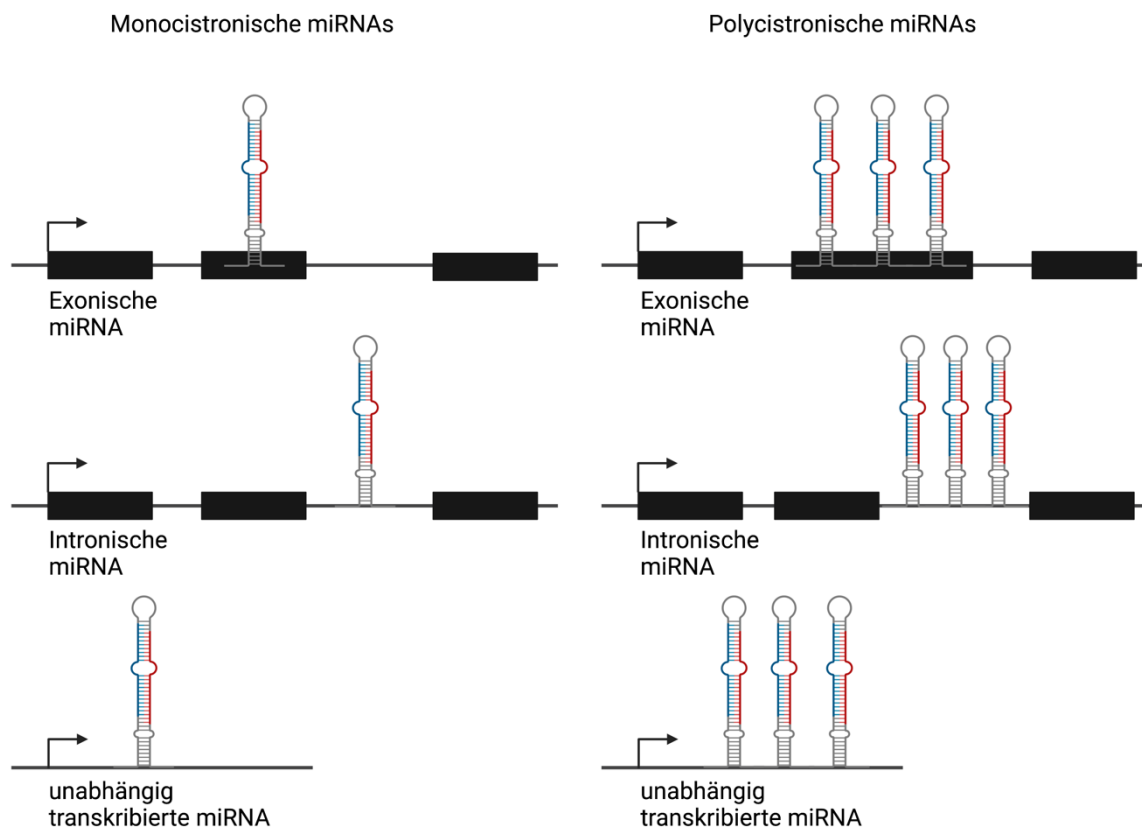 Monocistronische miRNAs
Polycistronische miRNAs
Exonische
miRNA
Exonische
miRNA
Intronische
miRNA
Intronische
miRNA
unabhängig
transkribierte miRNA
unabhängig
transkribierte miRNA